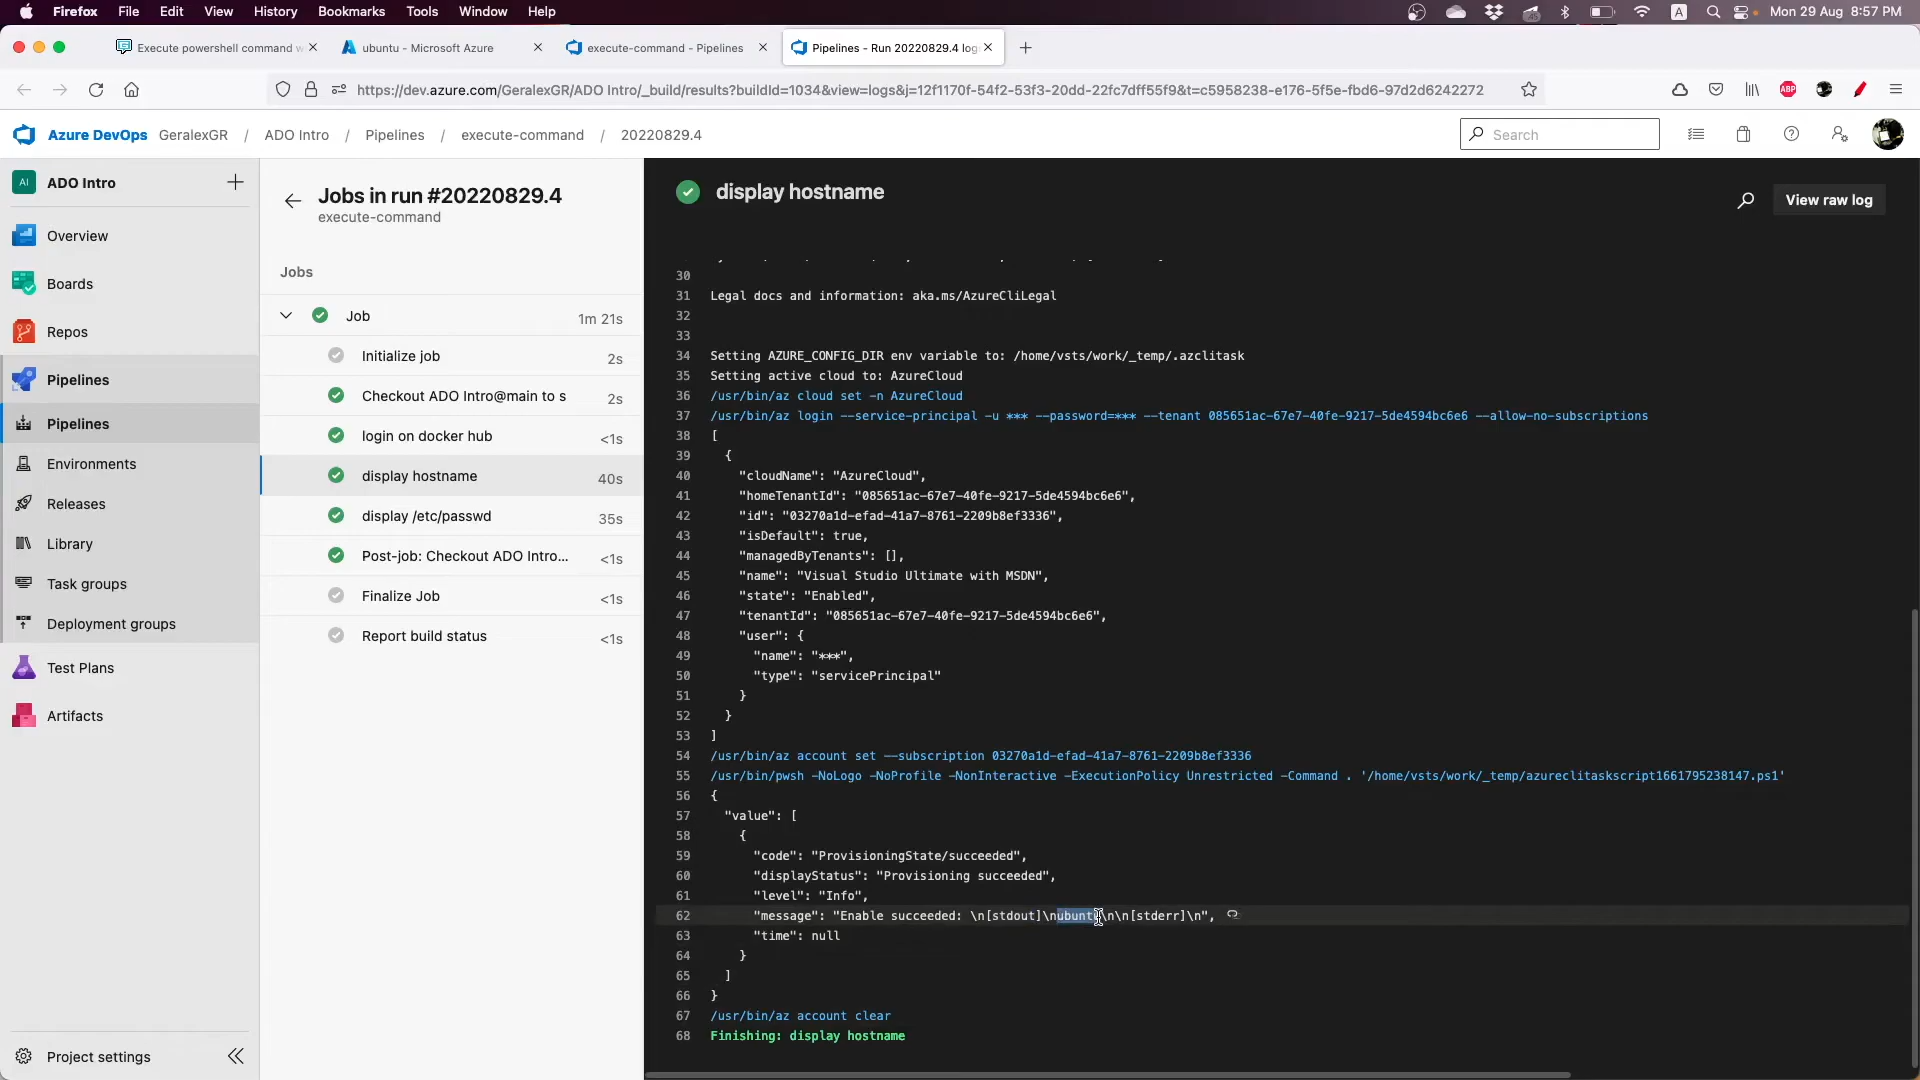 Firefox File Edit View History Bookmarks Tools Window Help A Mon 29 Aug 8:57 PM
Execute powershell command w ubuntu - Microsoft Azure execute-command - Pipelines Pipelines - Run 20220829.4 log
https://dev.azure.com/GeralexGR/ADO Intro/_build/results?buildId=1034&view=logs&j=12f1170f-54f2-53f3-20dd-22fc7dff55f9&t=c5958238-e176-5f5e-fbd6-97d2d6242272 ABP
Azure DevOps GeralexGR / ADO Intro / Pipelines / execute-command / 20220829.4 Search
AI ADO Intro
Overview
Boards
Repos
Pipelines
Pipelines
Environments
Releases
Library
Task groups
Deployment groups
Test Plans
Artifacts
Project settings
Jobs in run #20220829.4
execute-command
Jobs
Job 1m 21s
Initialize job 2s
Checkout ADO Intro@main to s 2s
login on docker hub <1s
display hostname 40s
display /etc/passwd 35s
Post-job: Checkout ADO Intro... <1s
Finalize Job <1s
Report build status <1s
display hostname
View raw log
30
31 Legal docs and information: aka.ms/AzureCliLegal
32
33
34 Setting AZURE_CONFIG_DIR env variable to: /home/vsts/work/_temp/.azclitask
35 Setting active cloud to: AzureCloud
36 /usr/bin/az cloud set -n AzureCloud
37 /usr/bin/az login --service-principal -u *** --password=*** --tenant 085651ac-67e7-40fe-9217-5de4594bc6e6 --allow-no-subscriptions
38 [
39 {
40 "cloudName": "AzureCloud",
41 "homeTenantId": "085651ac-67e7-40fe-9217-5de4594bc6e6",
42 "id": "03270a1d-efad-41a7-8761-2209b8ef3336",
43 "isDefault": true,
44 "managedByTenants": [],
45 "name": "Visual Studio Ultimate with MSDN",
46 "state": "Enabled",
47 "tenantId": "085651ac-67e7-40fe-9217-5de4594bc6e6",
48 "user": {
49 "name": "***",
50 "type": "servicePrincipal"
51 }
52 }
53 ]
54 /usr/bin/az account set --subscription 03270a1d-efad-41a7-8761-2209b8ef3336
55 /usr/bin/pwsh -NoLogo -NoProfile -NonInteractive -ExecutionPolicy Unrestricted -Command . '/home/vsts/work/_temp/azureclitaskscript1661795238147.ps1'
56 {
57 "value": [
58 {
59 "code": "ProvisioningState/succeeded",
60 "displayStatus": "Provisioning succeeded",
61 "level": "Info",
62 "message": "Enable succeeded: \n[stdout]\nubuntu\n\n[stderr]\n",
63 "time": null
64 }
65 ]
66 }
67 /usr/bin/az account clear
68 Finishing: display hostname